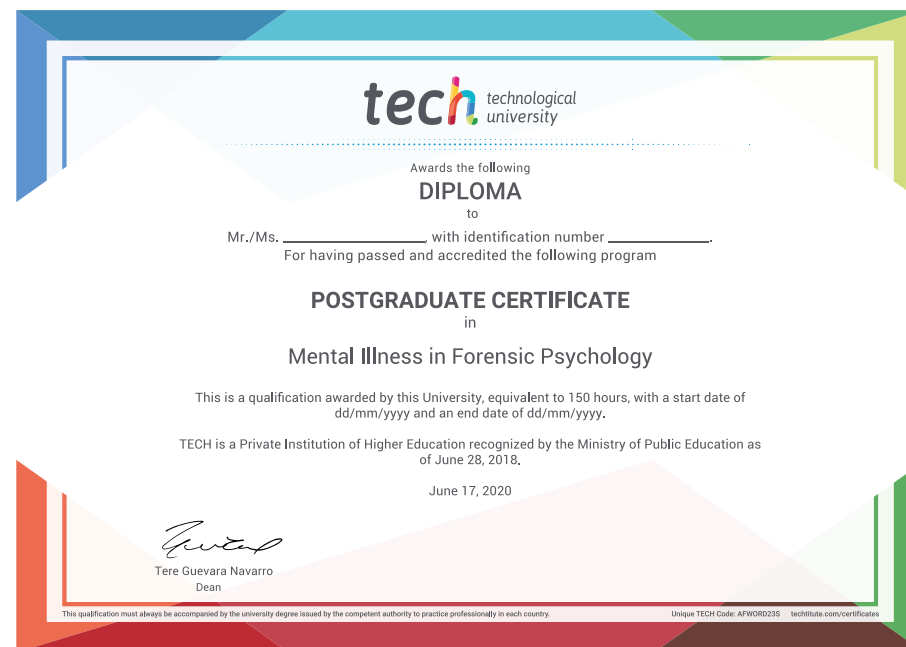 tech technological
university
Awards the following
DIPLOMA
to
Mr./Ms. ____________, with identification number ____________.
For having passed and accredited the following program
POSTGRADUATE CERTIFICATE
in
Mental Illness in Forensic Psychology
This is a qualification awarded by this University, equivalent to 150 hours, with a start date of
dd/mm/yyyy and an end date of dd/mm/yyyy.
TECH is a Private Institution of Higher Education recognized by the Ministry of Public Education as
of June 28, 2018.
June 17, 2020
Tere Guevara Navarro
Dean
This qualification must always be accompanied by the university degree issued by the competent authority to practice professionally in each country.
Unique TECH Code: AFWORD23S techtitute.com/certificates